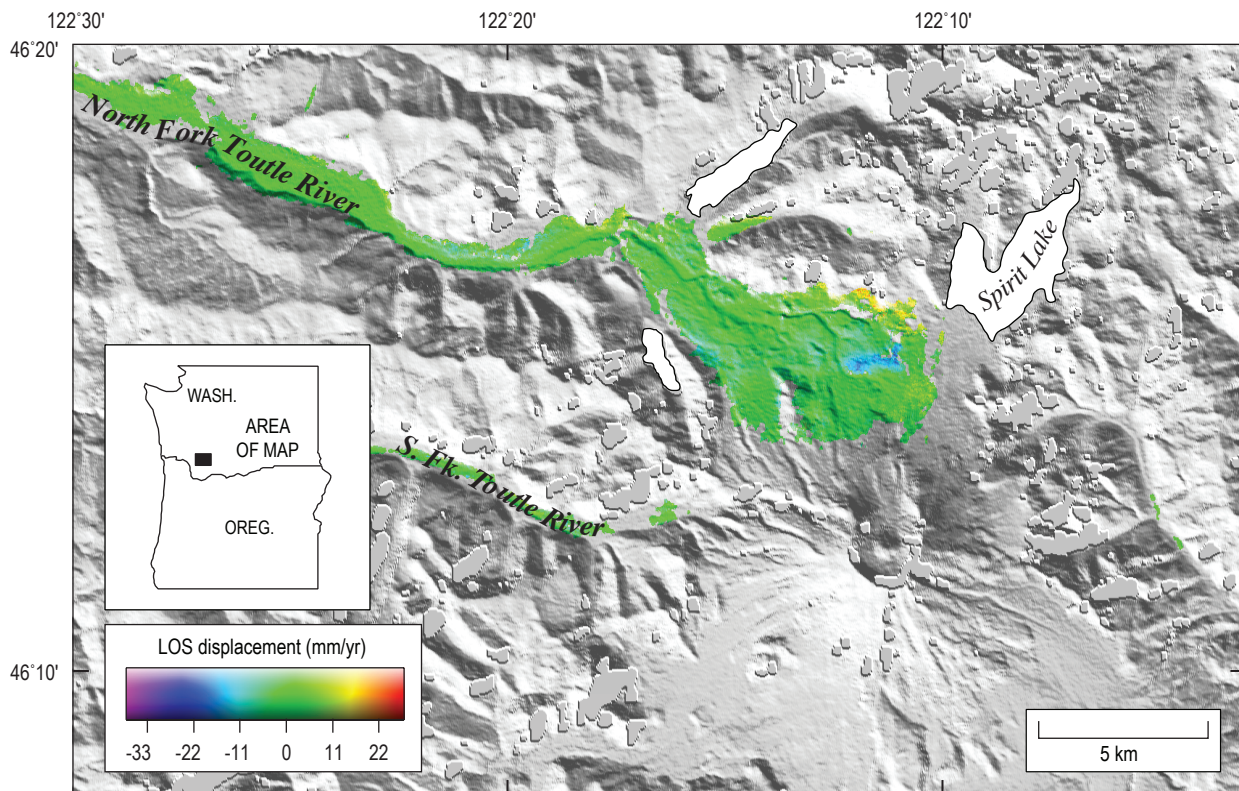 122˚30'
122˚20'
122˚10'
46˚20'
North Fork Toutle River
Spirit Lake
WASH.
AREA
OF MAP
OREG.
S. Fk. Toutle River
LOS displacement (mm/yr)
-33 -22 -11 0 11 22
46˚10'
5 km